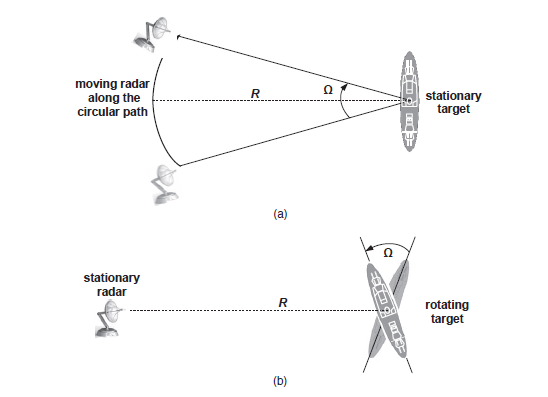 moving radar
along the
circular path
R
Ω
stationary
target
(a)
stationary
radar
R
Ω
rotating
target
(b)